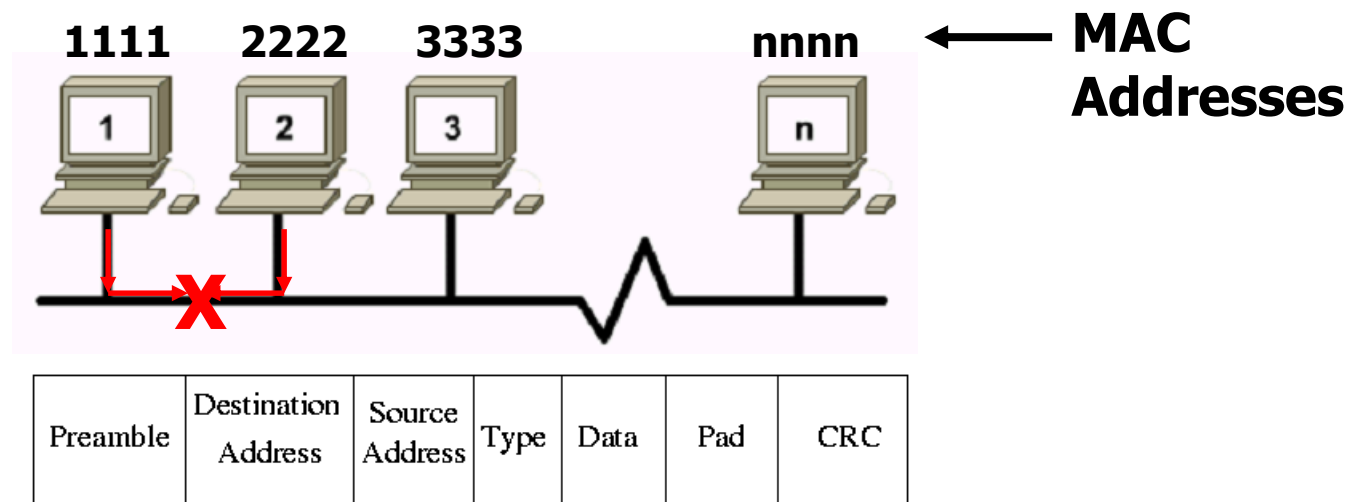 1111 2222 3333 nnnn MAC
Addresses
1 2 3 n
X
Preamble Destination Address Source Address Type Data Pad CRC